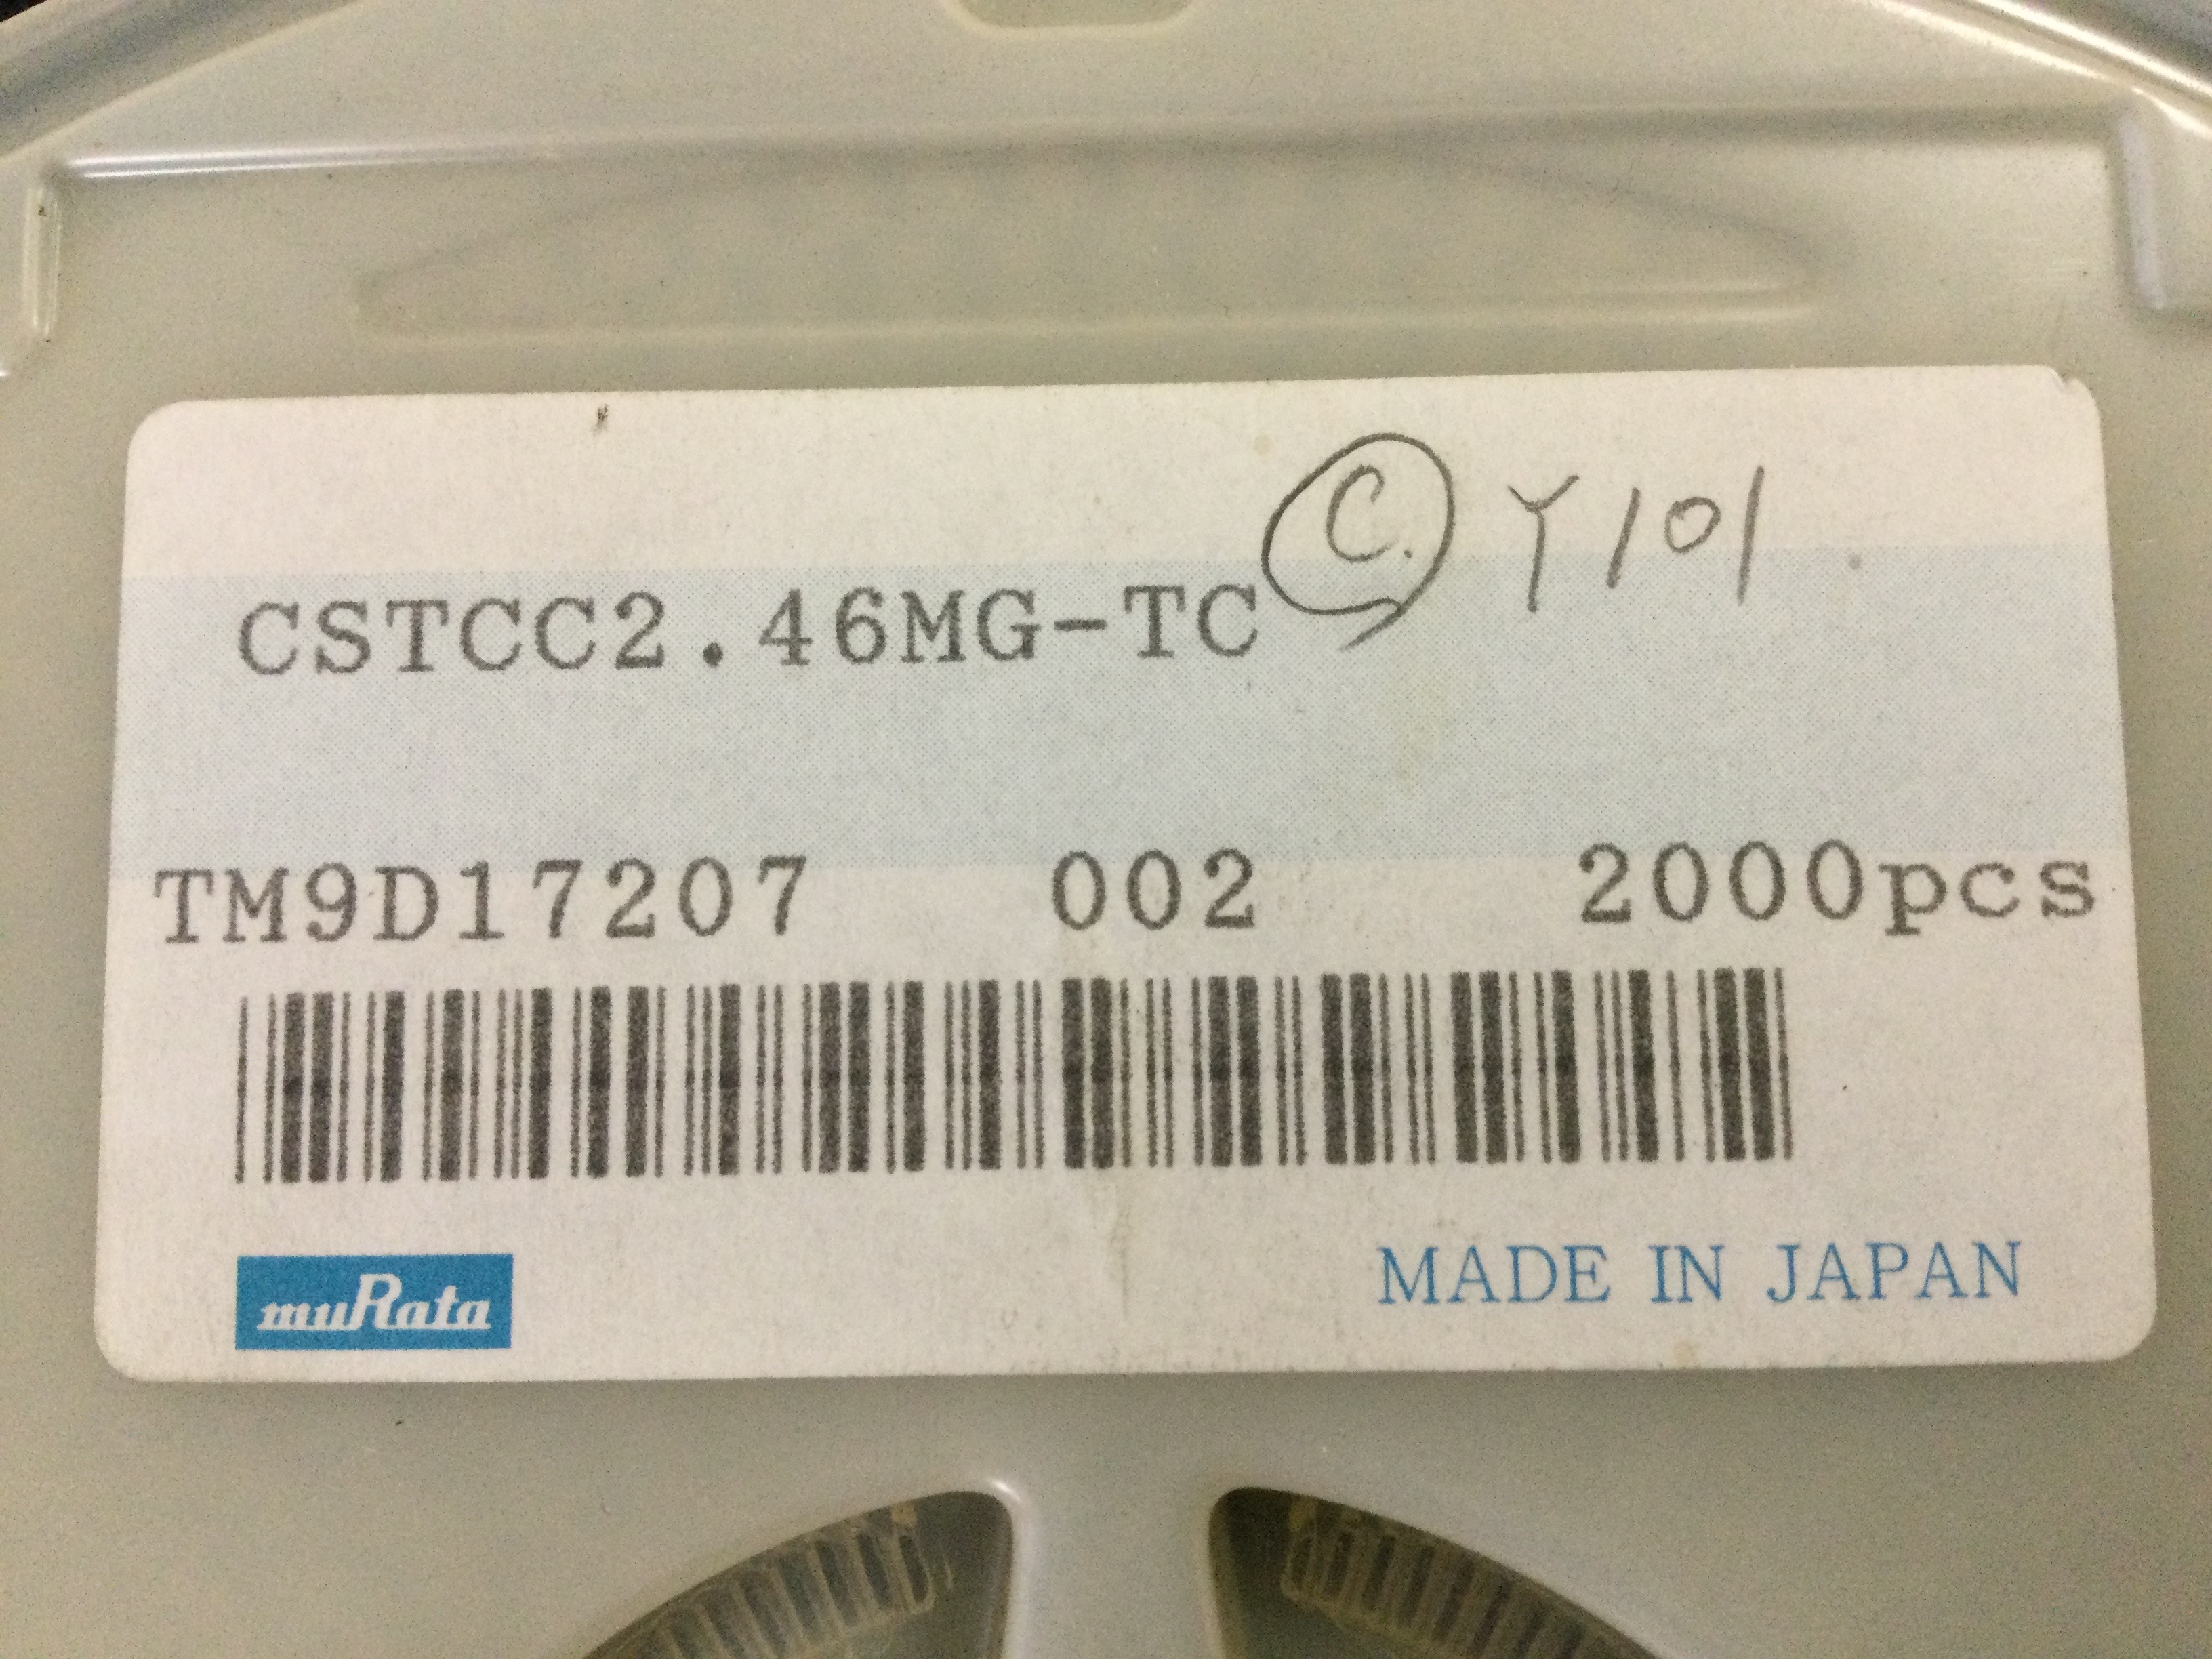 C. Y101
CSTCC2.46MG-TC
TM9D17207 002 2000pcs
muRata MADE IN JAPAN